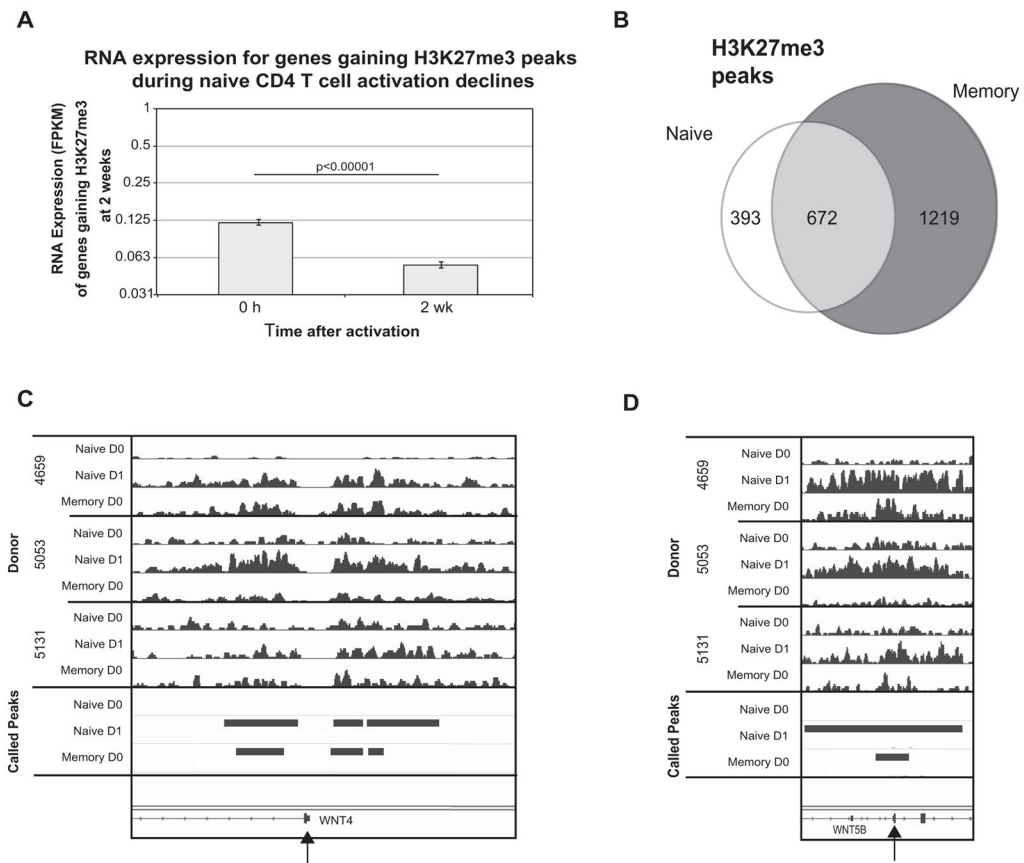 A
RNA expression for genes gaining H3K27me3 peaks
during naive CD4 T cell activation declines
RNA Expression (FPKM)
of genes gaining H3K27me3
at 2 weeks
1
0.5
0.25
0.125
0.063
0.031
p<0.00001
0 h
2 wk
Time after activation
B
H3K27me3
peaks
Naive
Memory
393
672
1219
C
Donor
4659
Naive D0
Naive D1
Memory D0
5053
Naive D0
Naive D1
Memory D0
5131
Naive D0
Naive D1
Memory D0
Called Peaks
Naive D0
Naive D1
Memory D0
WNT4
D
Donor
4659
Naive D0
Naive D1
Memory D0
5053
Naive D0
Naive D1
Memory D0
5131
Naive D0
Naive D1
Memory D0
Called Peaks
Naive D0
Naive D1
Memory D0
WNT5B